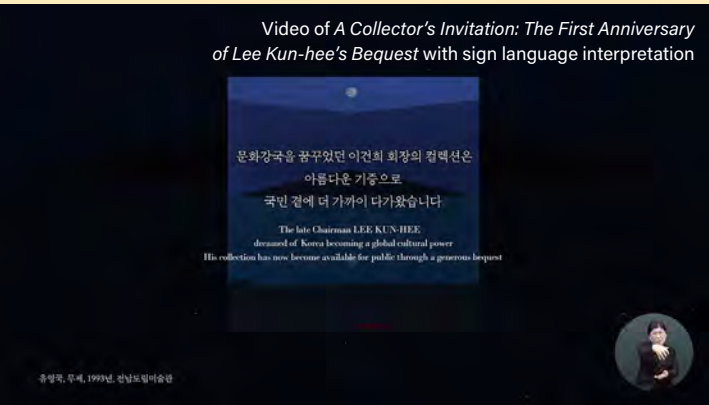 Video of A Collector's Invitation: The First Anniversary
of Lee Kun-hee's Bequest with sign language interpretation
문화강국을 꿈꾸었던 이건희 회장의 컬렉션은
아름다운 기증으로
국민 곁에 더 가까이 다가왔습니다
The late Chairman LEE KUN-HEE
dreamed of Korea becoming a global cultural power
His collection has now become available for public through a generous bequest
유영국, 무제, 1993년, 전남도립미술관